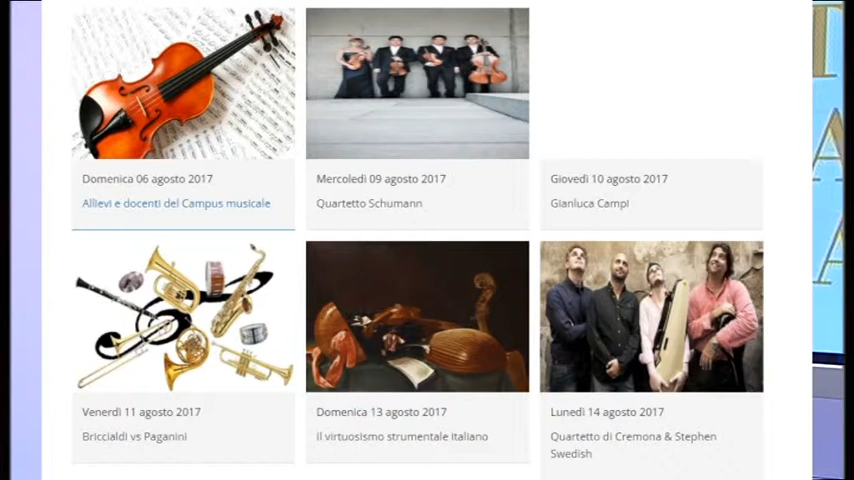 Domenica 06 agosto 2017
Allievi e docenti del Campus musicale
Mercoledì 09 agosto 2017
Quartetto Schumann
Giovedì 10 agosto 2017
Gianluca Campi
Venerdì 11 agosto 2017
Briccialdi vs Paganini
Domenica 13 agosto 2017
Il virtuosismo strumentale italiano
Lunedì 14 agosto 2017
Quartetto di Cremona & Stephen
Swedish